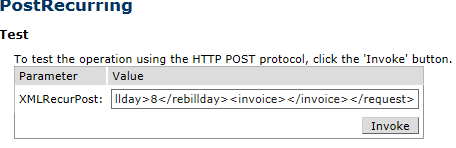 PostRecurring
Test
To test the operation using the HTTP POST protocol, click the 'Invoke' button.
Parameter Value
XMLRecurPost: llday>8</rebillday><invoice></invoice></request>
Invoke